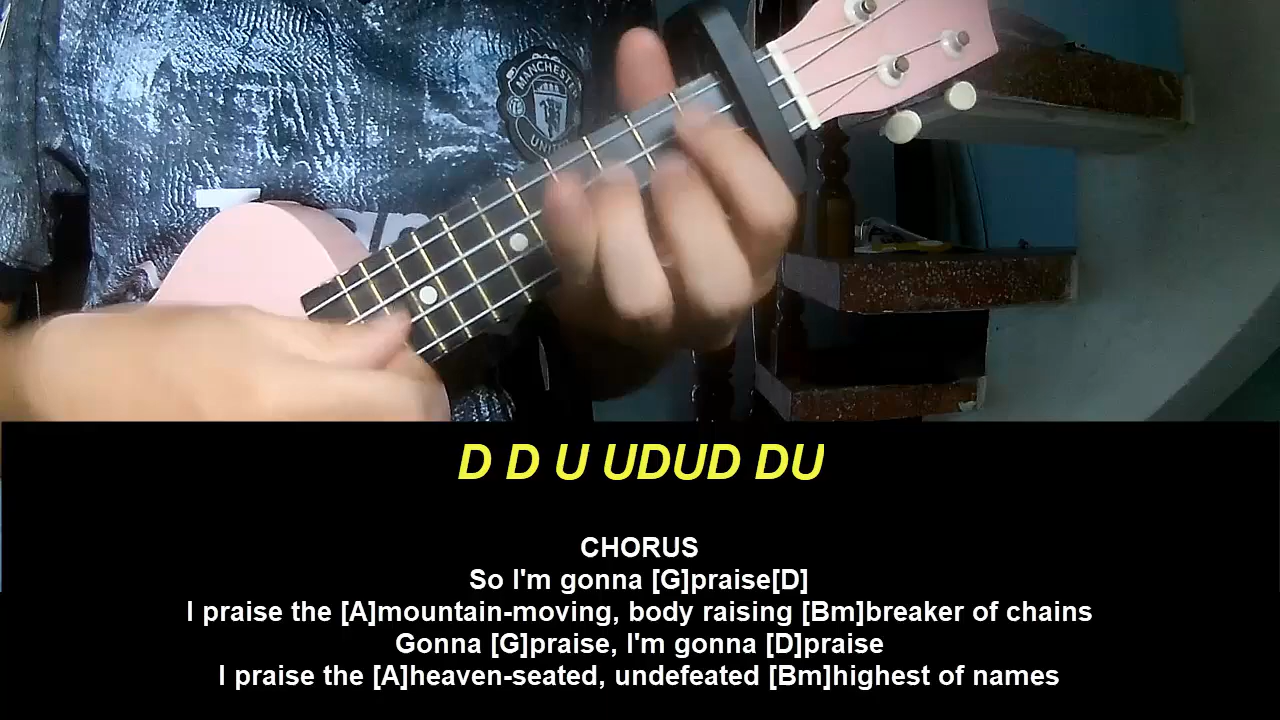 MANCHESTER
UNITED
D D U UDUD DU
CHORUS
So I'm gonna [G]praise[D]
I praise the [A]mountain-moving, body raising [Bm]breaker of chains
Gonna [G]praise, I'm gonna [D]praise
I praise the [A]heaven-seated, undefeated [Bm]highest of names